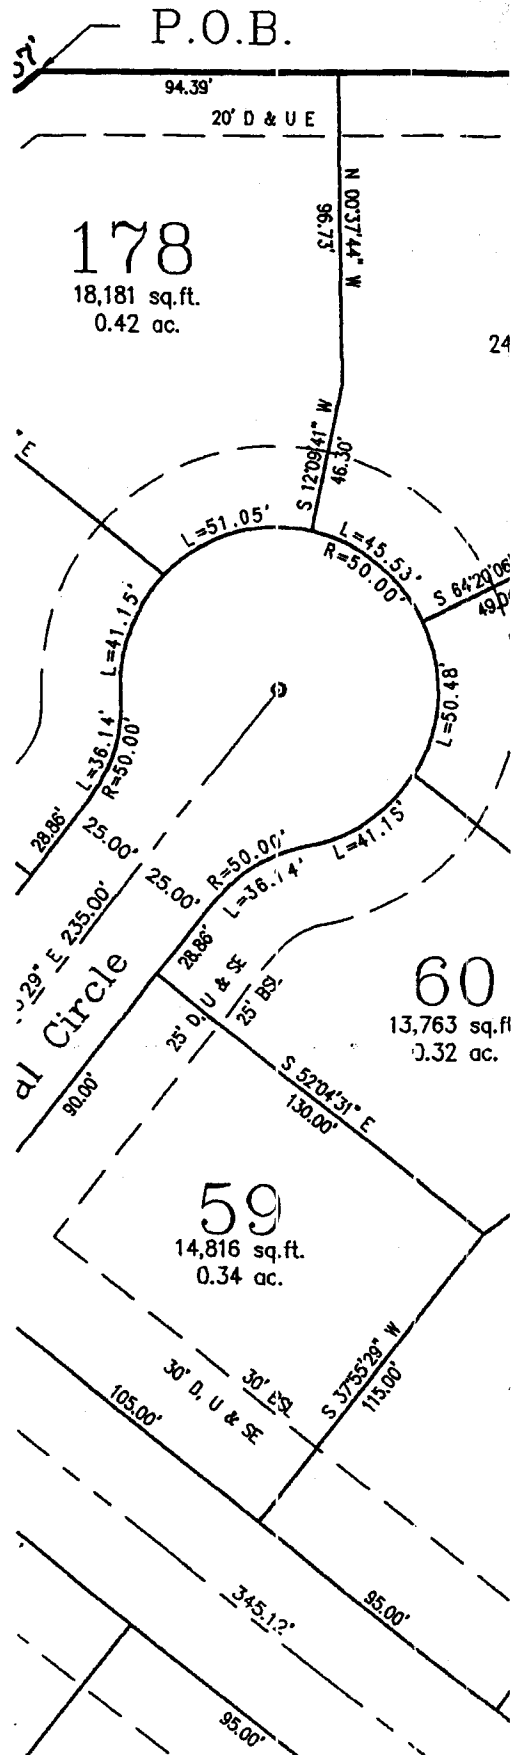 P.O.B.
07'
94.39'
20' D & U E
N 00°37'44" W
96.73'
178
18,181 sq.ft.
0.42 ac.
24
" E
S 12°09'41" W
46.30'
L=51.05'
L=45.53'
R=50.00'
S 64°20'06"
L=41.15'
L=50.48'
L=36.14'
R=50.00'
28.86'
25.00'
25.00'
L=41.15'
R=50.00'
L=36.14'
28.86'
29" E 235.00'
al Circle
25' D, U & SE
25' BSL
60
13,763 sq.ft
0.32 ac.
90.00'
S 52°04'31" E
130.00'
59
14,816 sq.ft.
0.34 ac.
S 37°55'29" W
115.00'
30' BSL
30' D, U & SE
105.00'
95.00'
345.12'
95.00'